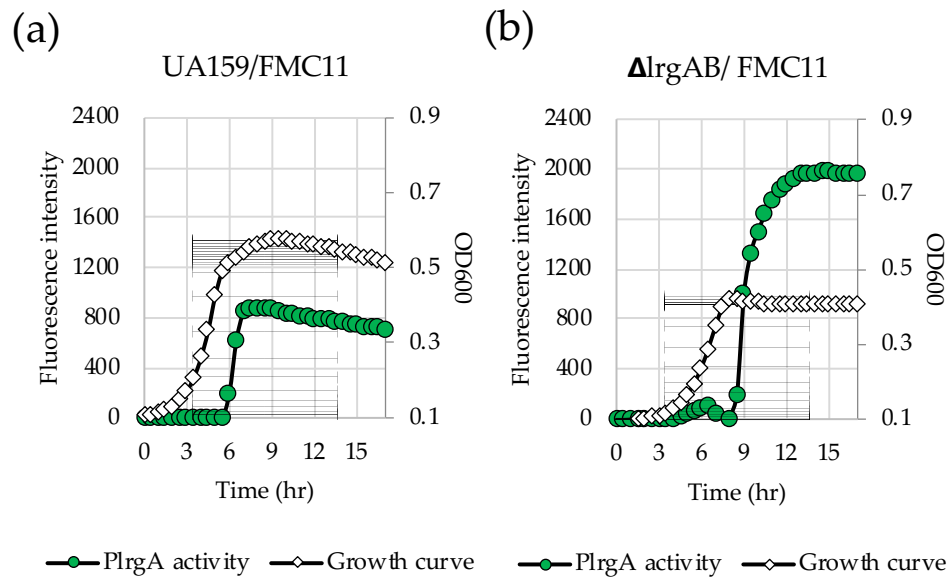 (a)
UA159/FMC11
2400
2000
1600
1200
800
400
0
0.9
0.7
0.5
0.3
0.1
Fluorescence intensity
OD600
0 3 6 9 12 15
Time (hr)
PlrgA activity Growth curve
(b)
ΔlrgAB/ FMC11
2400
2000
1600
1200
800
400
0
0.9
0.7
0.5
0.3
0.1
Fluorescence intensity
OD600
0 3 6 9 12 15
Time (hr)
PlrgA activity Growth curve